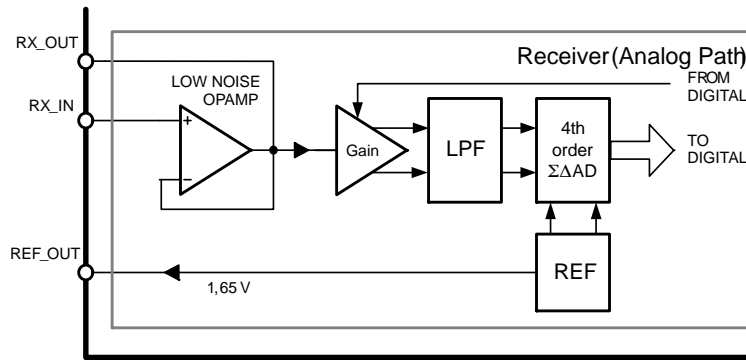 RX_OUT
Receiver (Analog Path)
LOW NOISE
OPAMP
FROM
DIGITAL
RX_IN
+
−
Gain
LPF
4th
order
ΣΔAD
TO
DIGITAL
REF_OUT
1,65 V
REF